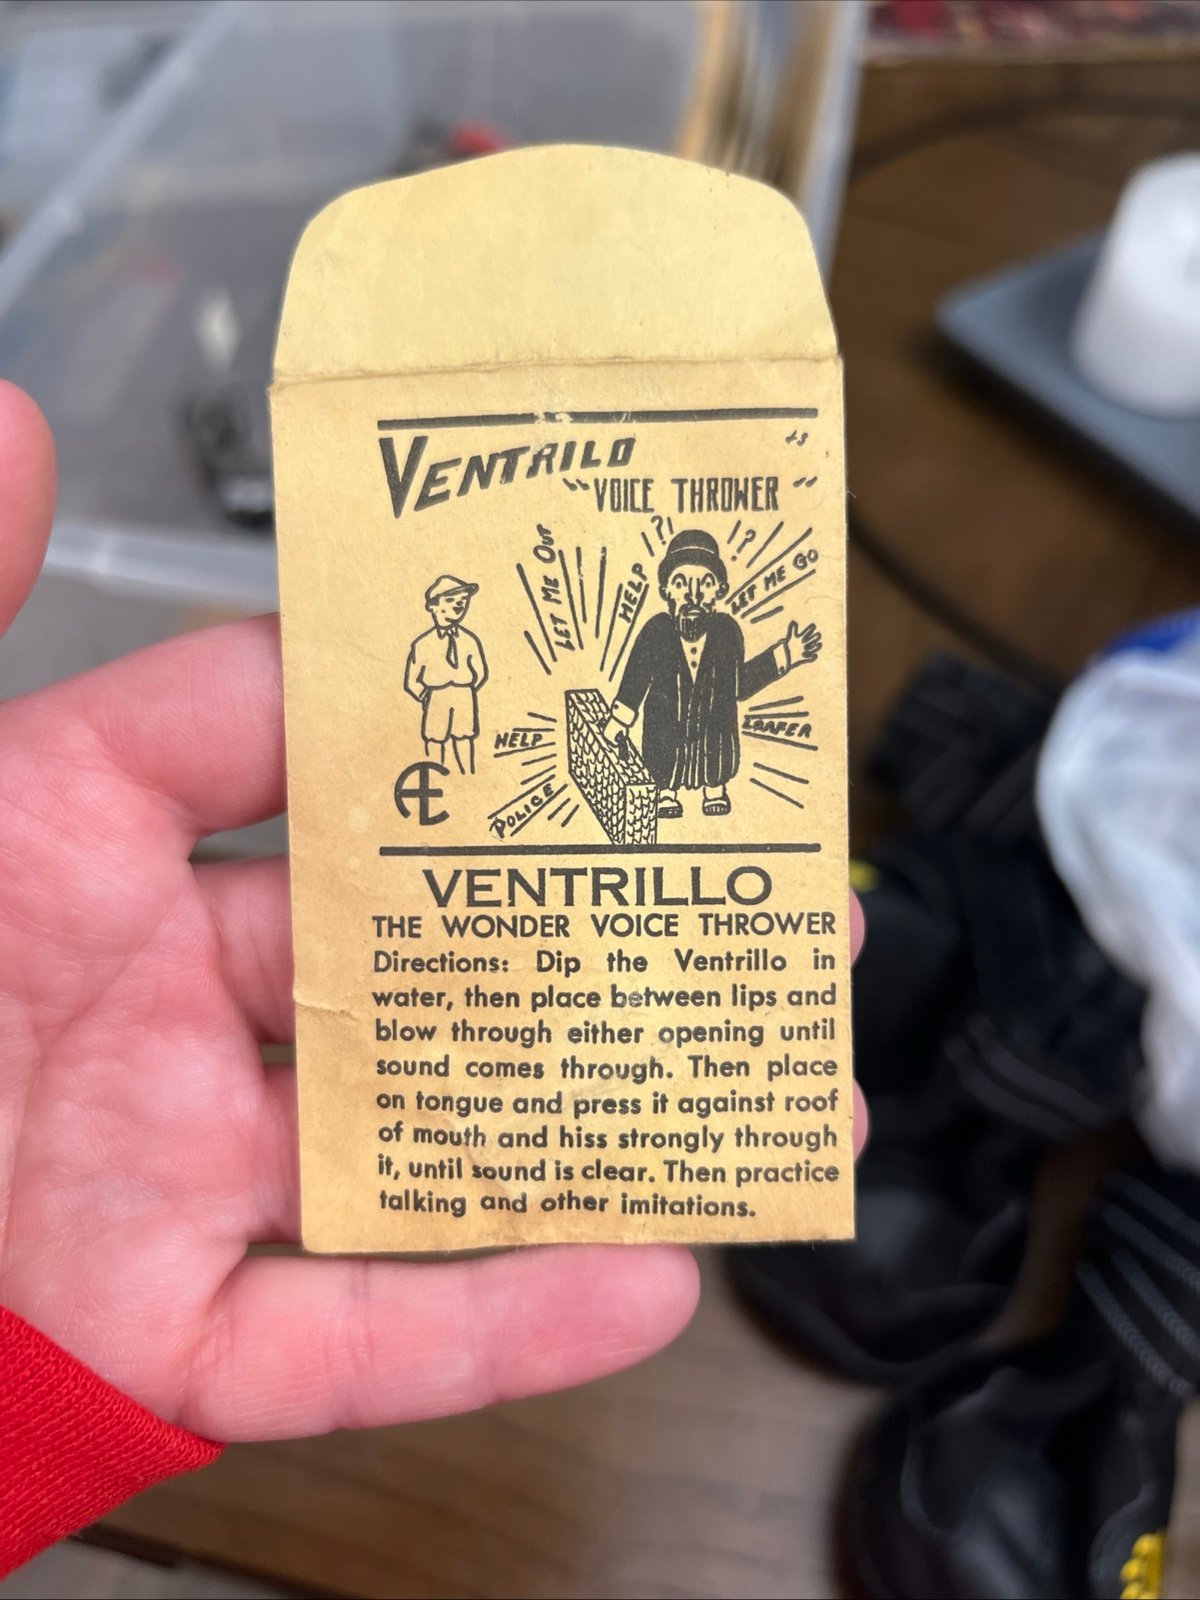 VENTRILO
+3
"VOICE THROWER"
?!
!?
LET ME OUT
HELP
LET ME GO
HELP
LOAFER
POLICE
VENTRILLO
THE WONDER VOICE THROWER
Directions: Dip the Ventrillo in
water, then place between lips and
blow through either opening until
sound comes through. Then place
on tongue and press it against roof
of mouth and hiss strongly through
it, until sound is clear. Then practice
talking and other imitations.